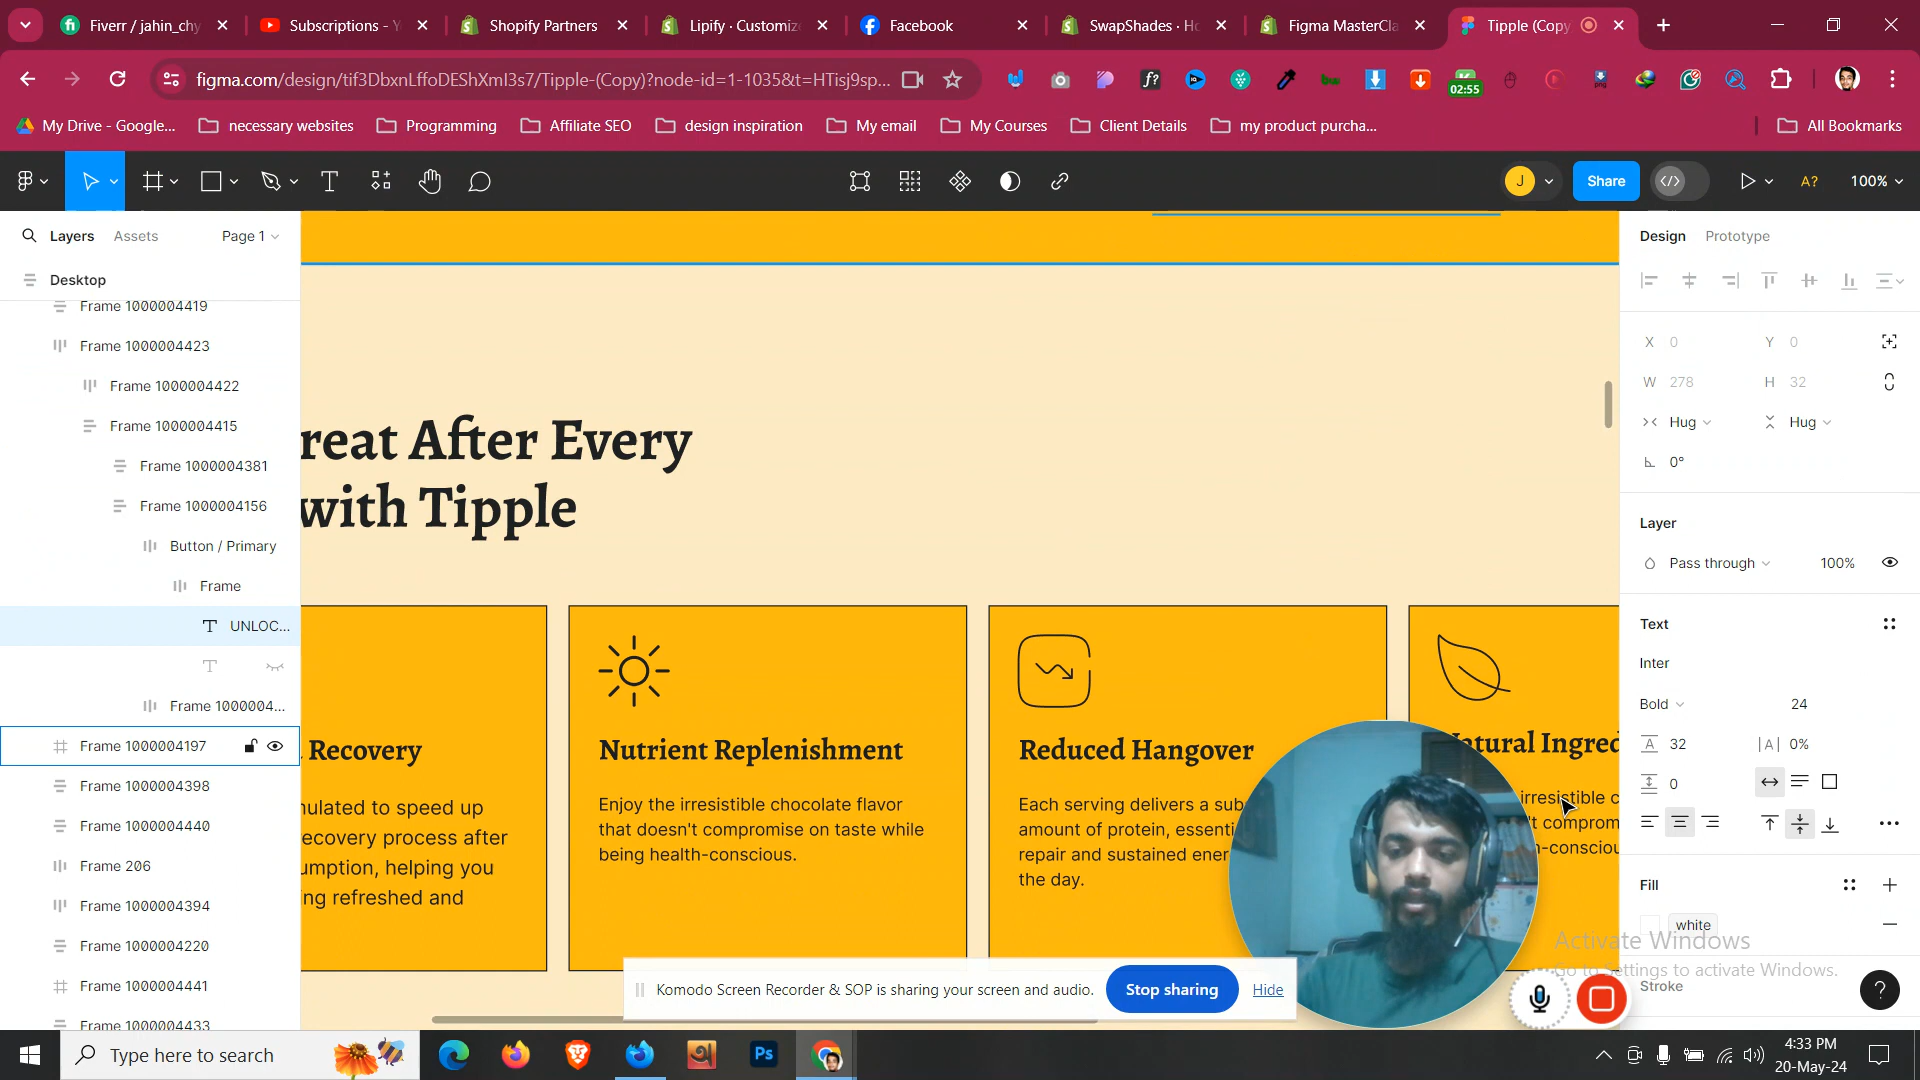 Fiverr / jahin_chy
Subscriptions - Y
Shopify Partners
Lipify · Customiz
Facebook
SwapShades · Ho
Figma MasterCla
Tipple (Copy)
figma.com/design/tif3DbxnLffoDEShXmI3s7/Tipple-(Copy)?node-id=1-1035&t=HTisj9sp...
02:55
My Drive - Google...
necessary websites
Programming
Affiliate SEO
design inspiration
My email
My Courses
Client Details
my product purcha...
All Bookmarks
J
Share
A?
100%
Layers
Assets
Page 1
Desktop
Frame 1000004419
Frame 1000004423
Frame 1000004422
Frame 1000004415
Frame 1000004381
Frame 1000004156
Button / Primary
Frame
UNLOC...
Frame 1000004...
Frame 1000004197
Frame 1000004398
Frame 1000004440
Frame 206
Frame 1000004394
Frame 1000004220
Frame 1000004441
Frame 1000004433
reat After Every
with Tipple
Recovery
nulated to speed up
ecovery process after
umption, helping you
ng refreshed and
Nutrient Replenishment
Enjoy the irresistible chocolate flavor
that doesn't compromise on taste while
being health-conscious.
Reduced Hangover
Each serving delivers a sub
amount of protein, essenti
repair and sustained ener
the day.
atural Ingred
irresistible c
't comprom
h-consciou
Design
Prototype
X 0
Y 0
W 278
H 32
Hug
Hug
0°
Layer
Pass through
100%
Text
Inter
Bold
24
32
0%
0
Fill
white
Stroke
Activate Windows
Go to Settings to activate Windows.
Komodo Screen Recorder & SOP is sharing your screen and audio.
Stop sharing
Hide
?
Type here to search
Ps
4:33 PM
20-May-24